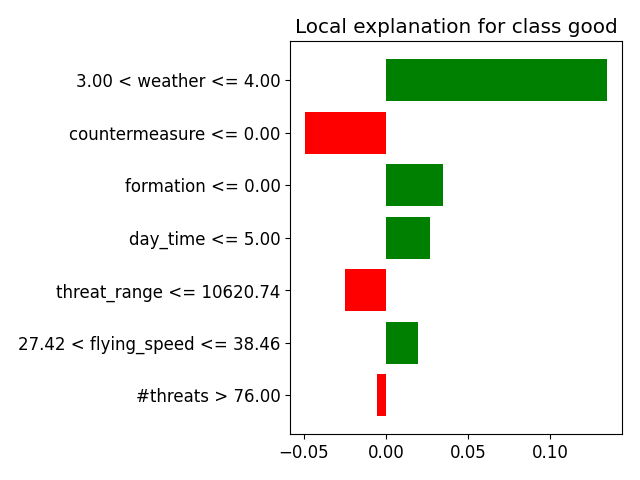 Local explanation for class good
3.00 < weather <= 4.00
countermeasure <= 0.00
formation <= 0.00
day_time <= 5.00
threat_range <= 10620.74
27.42 < flying_speed <= 38.46
#threats > 76.00
−0.05 0.00 0.05 0.10